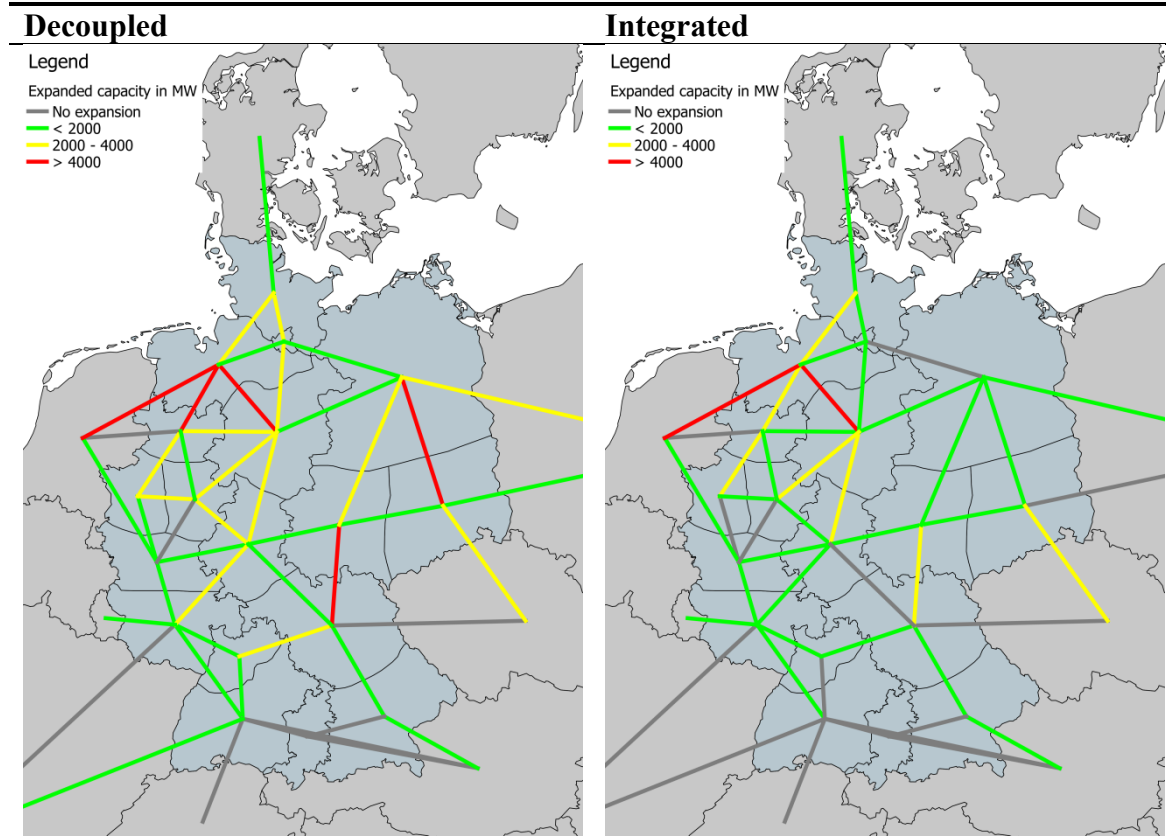 Decoupled
Integrated
Legend
Expanded capacity in MW
No expansion
< 2000
2000 - 4000
> 4000
Legend
Expanded capacity in MW
No expansion
< 2000
2000 - 4000
> 4000